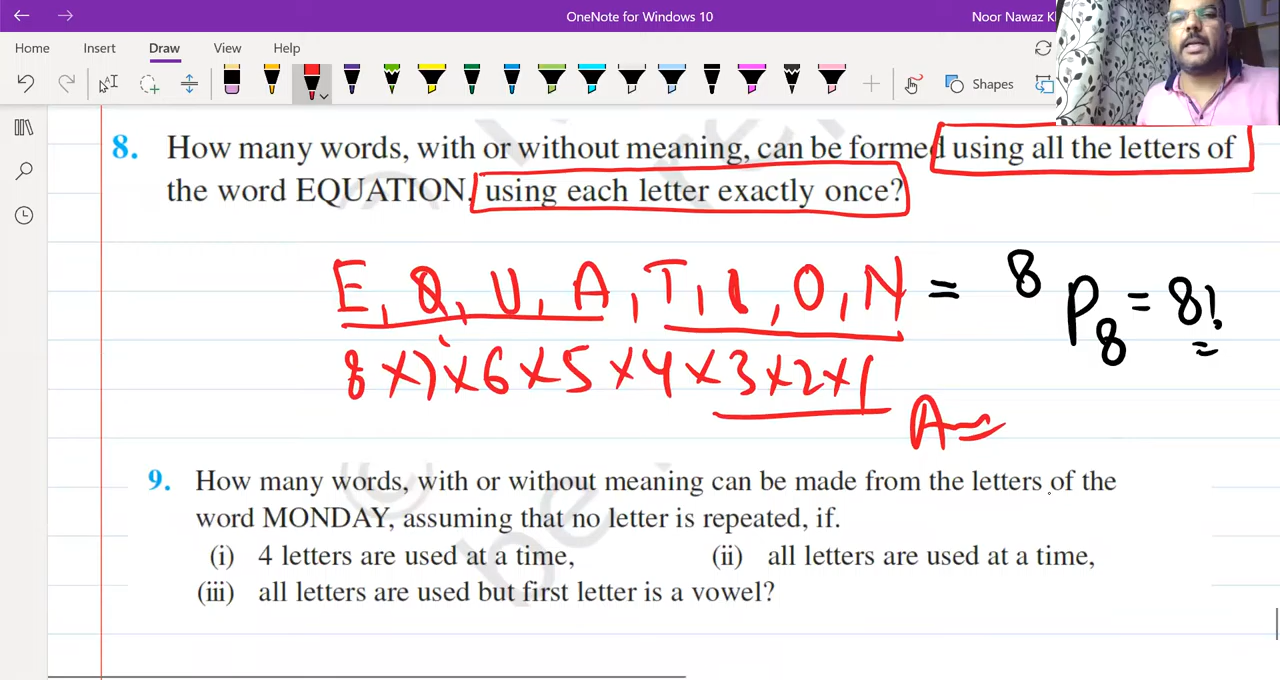 OneNote for Windows 10
Noor Nawaz
Home Insert Draw View Help
Shapes
8. How many words, with or without meaning, can be formed using all the letters of
the word EQUATION, using each letter exactly once?
E, Q, U, A, T, I, O, N = 8P8 = 8!
8 × 7 × 6 × 5 × 4 × 3 × 2 × 1
9. How many words, with or without meaning can be made from the letters of the
word MONDAY, assuming that no letter is repeated, if.
(i) 4 letters are used at a time, (ii) all letters are used at a time,
(iii) all letters are used but first letter is a vowel?